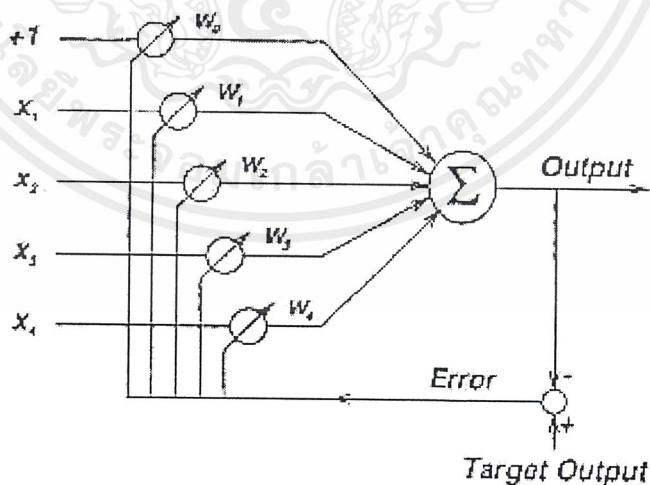 +1 W₀
X₁ W₁
X₂ W₂ Output
Σ
X₃ W₃
X₄ W₄
Error -
+
Target Output